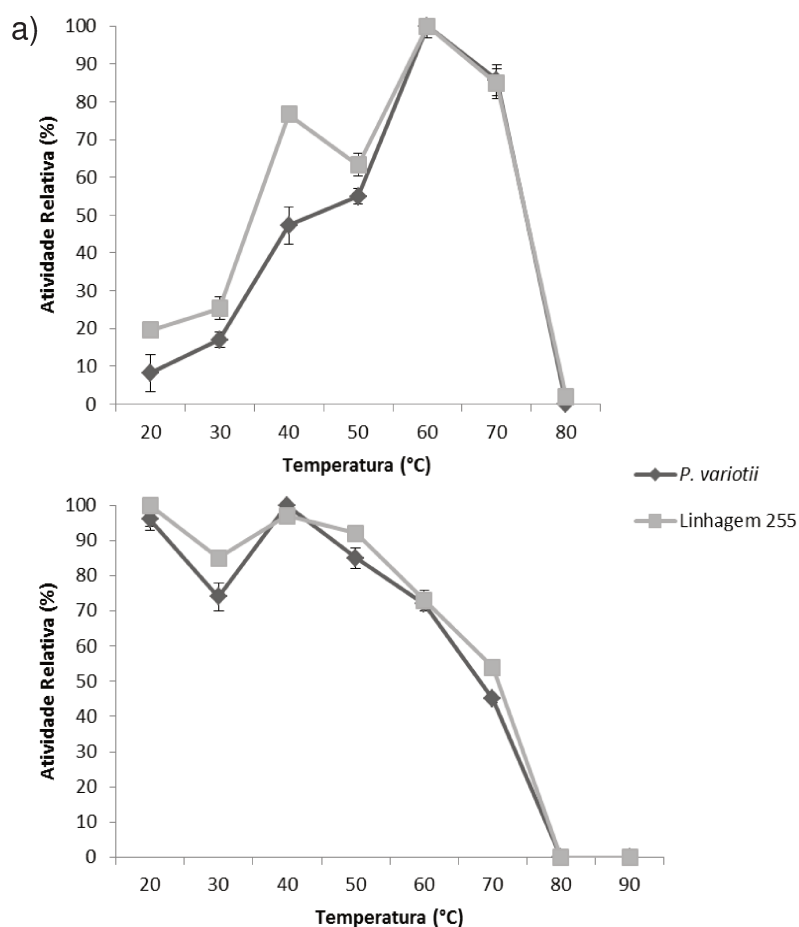 a)
100
90
80
70
60
50
40
30
20
10
0
Atividade Relativa (%)
20 30 40 50 60 70 80
Temperatura (°C)
P. variotii
Linhagem 255
100
90
80
70
60
50
40
30
20
10
0
Atividade Relativa (%)
20 30 40 50 60 70 80 90
Temperatura (°C)